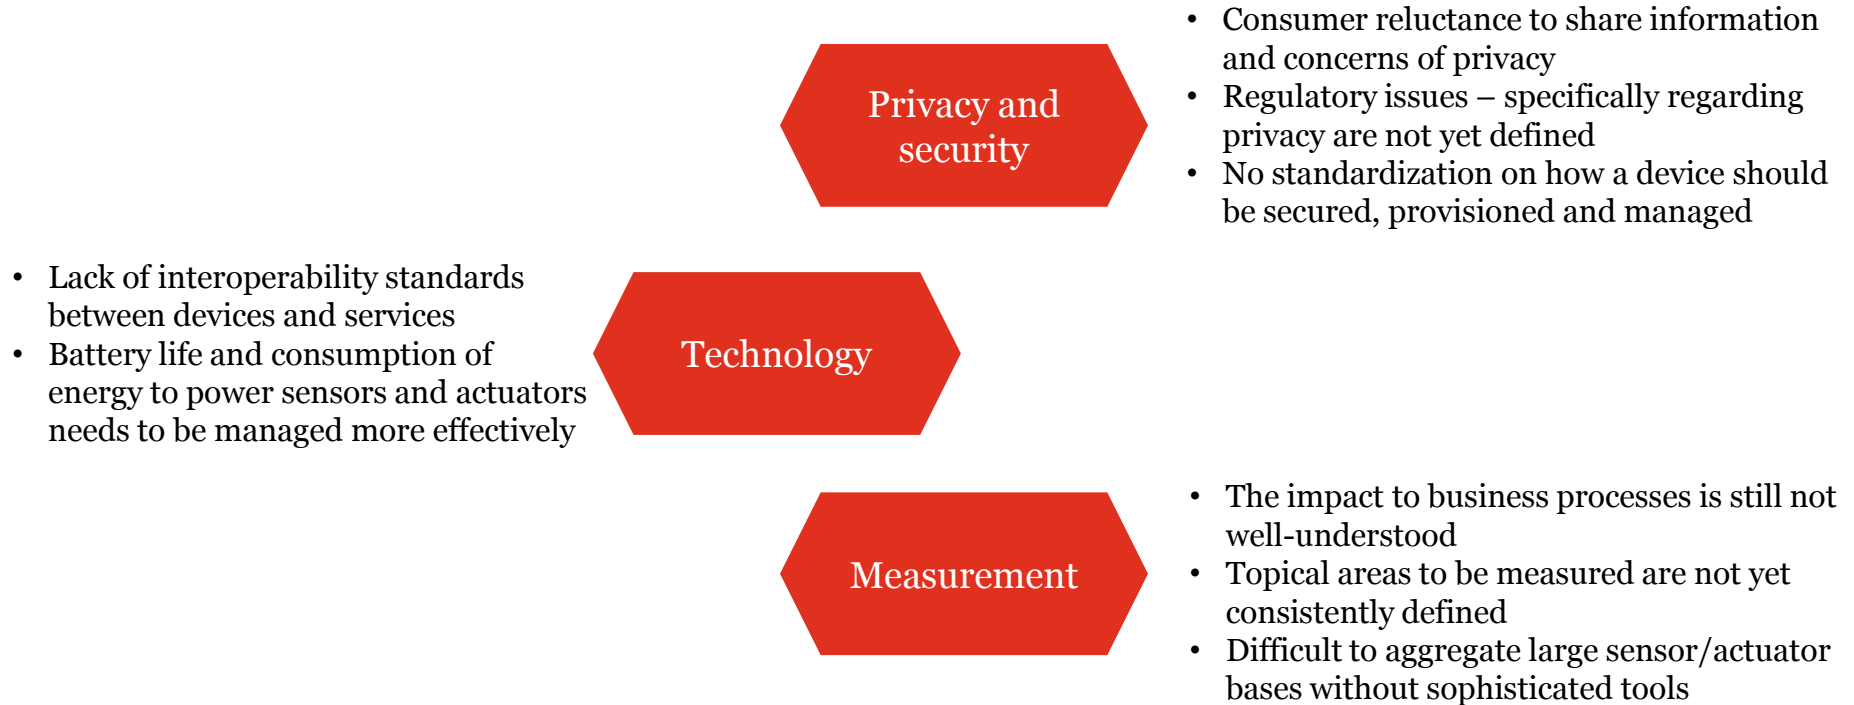 Privacy and
security
• Consumer reluctance to share information
and concerns of privacy
• Regulatory issues – specifically regarding
privacy are not yet defined
• No standardization on how a device should
be secured, provisioned and managed
• Lack of interoperability standards
between devices and services
• Battery life and consumption of
energy to power sensors and actuators
needs to be managed more effectively
Technology
Measurement
• The impact to business processes is still not
well-understood
• Topical areas to be measured are not yet
consistently defined
• Difficult to aggregate large sensor/actuator
bases without sophisticated tools